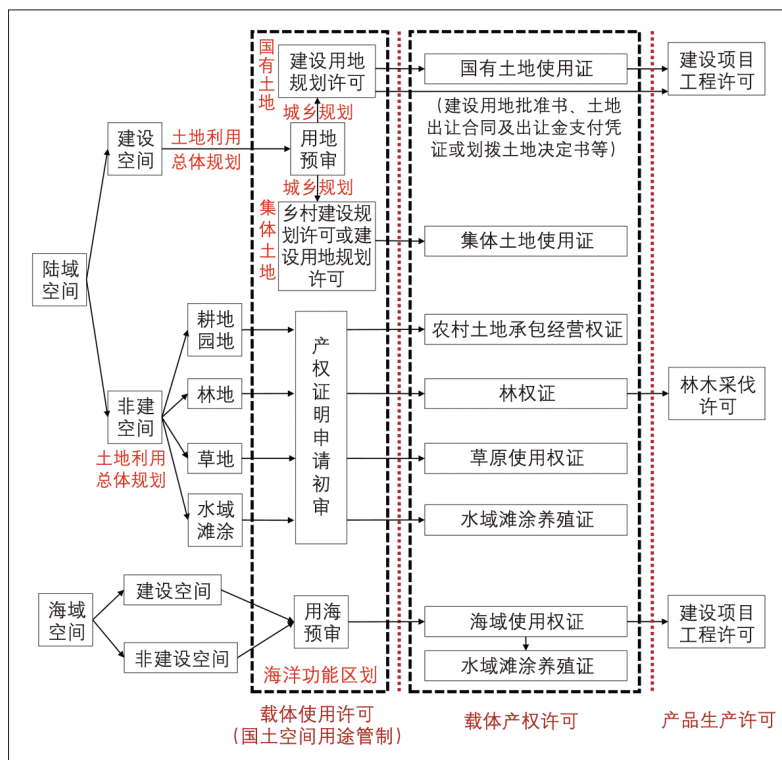 国有土地
建设用地
规划许可
国有土地使用证
建设项目
工程许可
(建设用地批准书、土地
出让合同及出让金支付凭
证或划拨土地决定书等)
城乡规划
建设
空间
土地利用
总体规划
用地
预审
城乡规划
集体土地
乡村建设规
划许可或建
设用地规划
许可
集体土地使用证
陆域
空间
耕地
园地
产权证明申请初审
农村土地承包经营权证
非建
空间
林地
林权证
林木采伐
许可
土地利用
总体规划
草地
草原使用权证
水域
滩涂
水域滩涂养殖证
海域
空间
建设空间
非建设空间
用海
预审
海域使用权证
建设项目
工程许可
水域滩涂养殖证
海洋功能区划
载体使用许可
(国土空间用途管制)
载体产权许可
产品生产许可